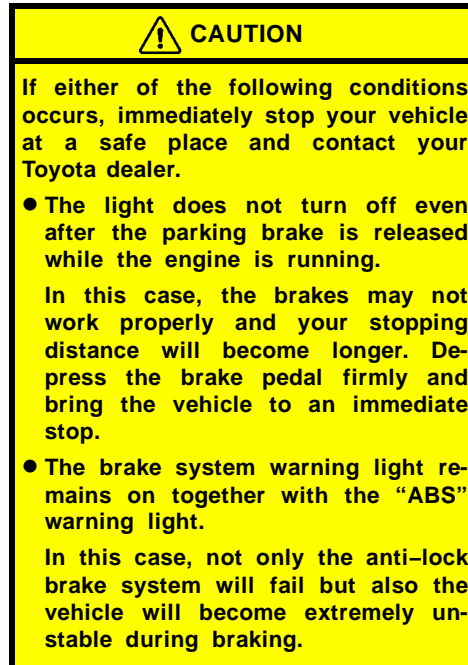 CAUTION
If either of the following conditions
occurs, immediately stop your vehicle
at a safe place and contact your
Toyota dealer.
● The light does not turn off even
after the parking brake is released
while the engine is running.
In this case, the brakes may not
work properly and your stopping
distance will become longer. De-
press the brake pedal firmly and
bring the vehicle to an immediate
stop.
● The brake system warning light re-
mains on together with the “ABS”
warning light.
In this case, not only the anti−lock
brake system will fail but also the
vehicle will become extremely un-
stable during braking.